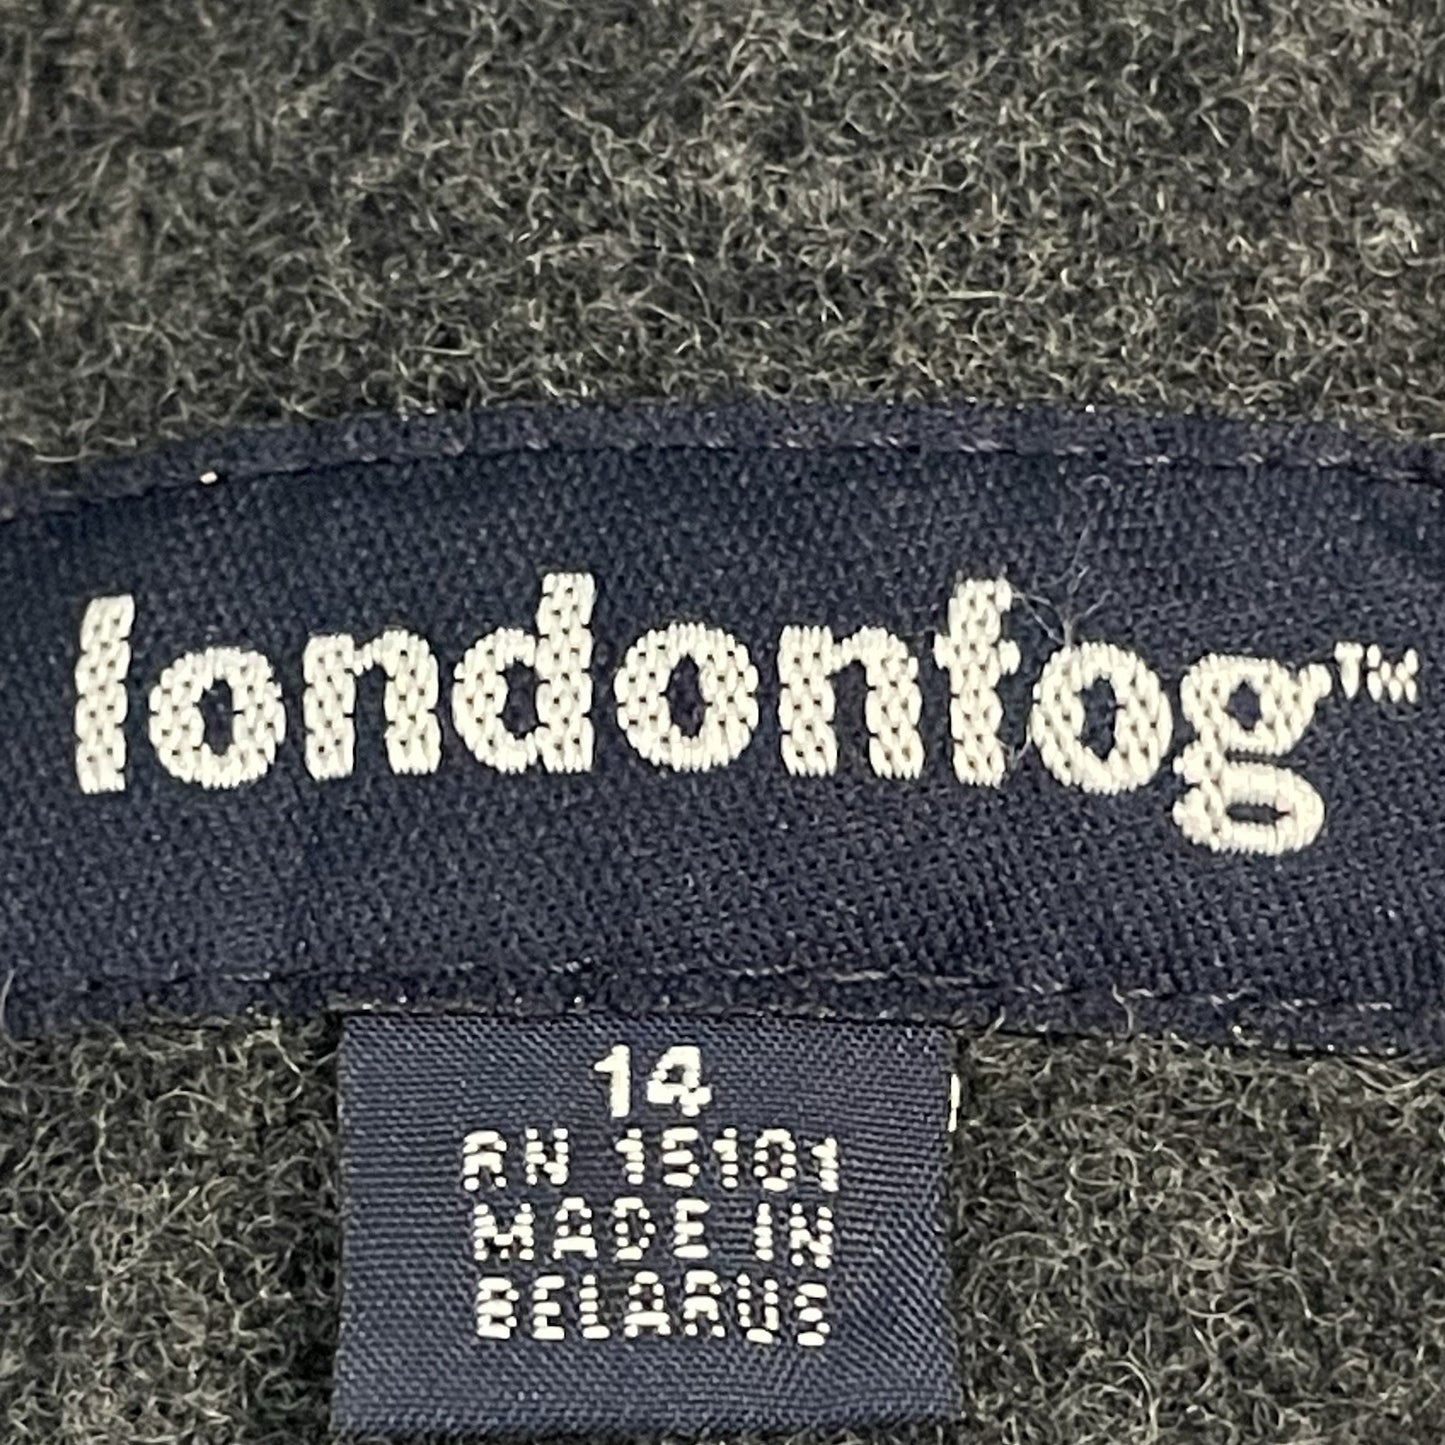 londonfog™
14
RN 15101
MADE IN
BELARUS